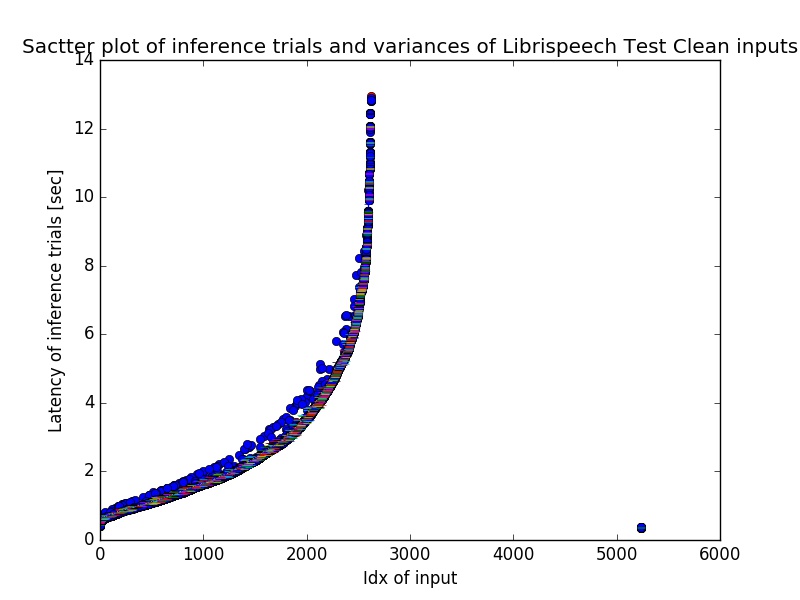 Sactter plot of inference trials and variances of Librispeech Test Clean inputs
14
12
10
8
6
4
2
0
Latency of inference trials [sec]
0 1000 2000 3000 4000 5000 6000
Idx of input